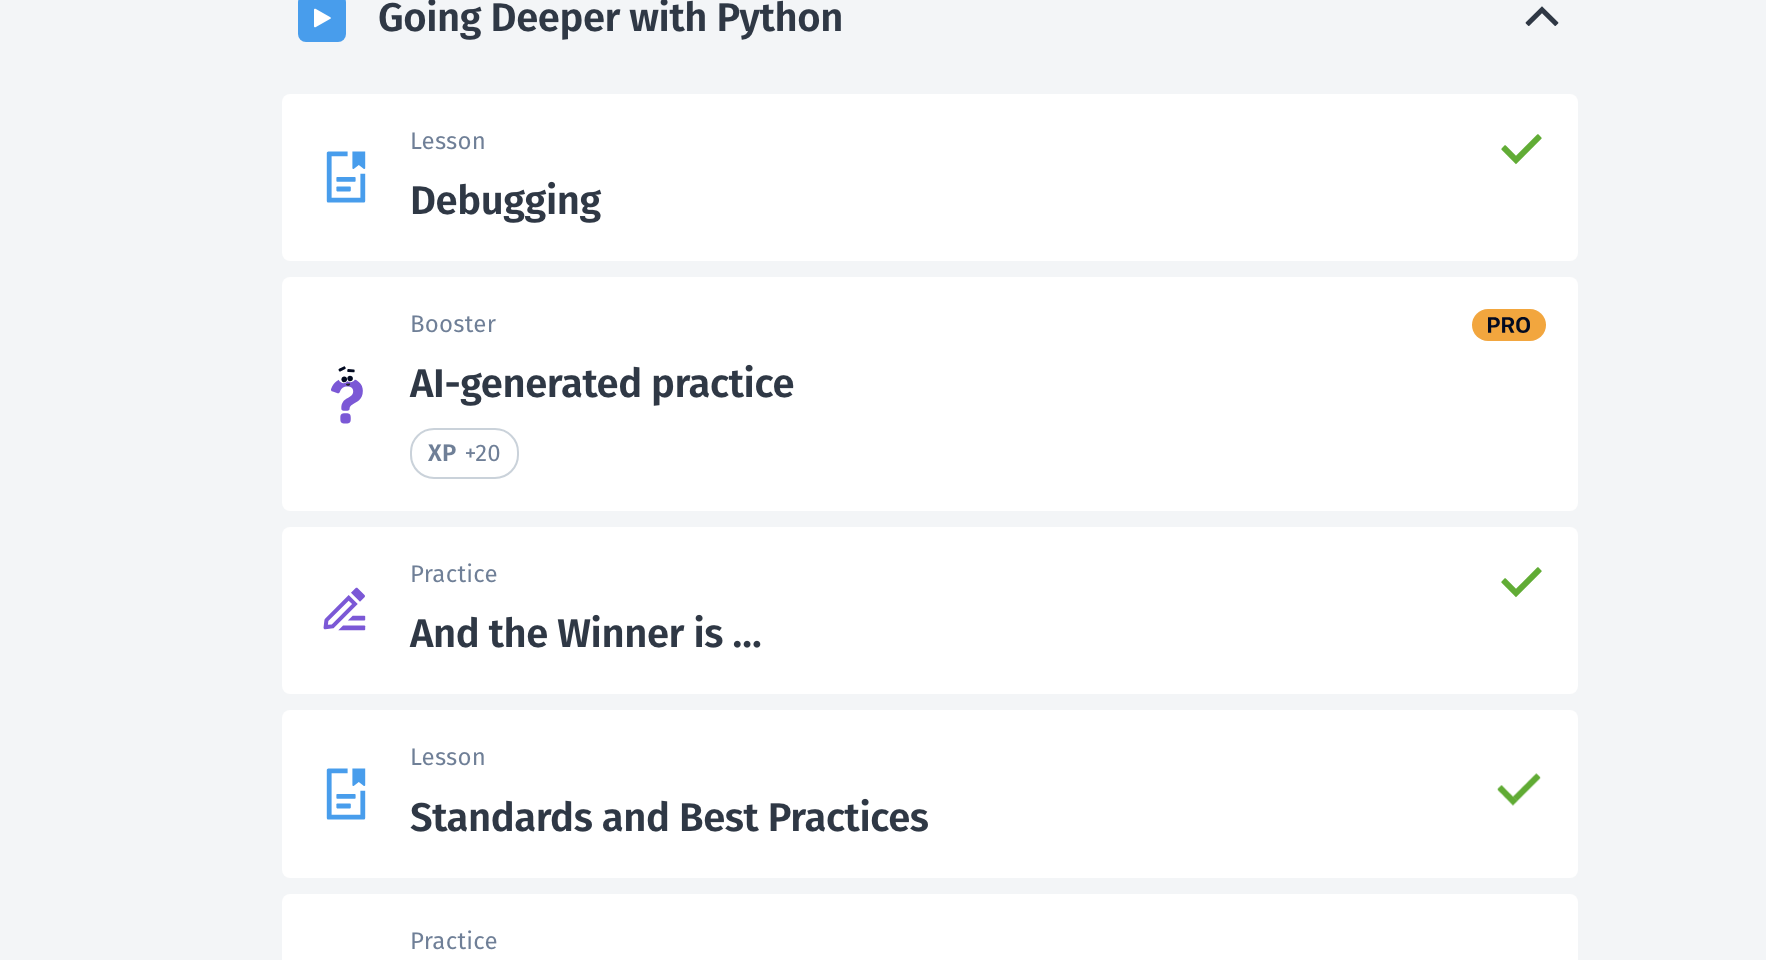 Going Deeper with Python
Lesson
Debugging
Booster
PRO
AI-generated practice
XP +20
Practice
And the Winner is ...
Lesson
Standards and Best Practices
Practice